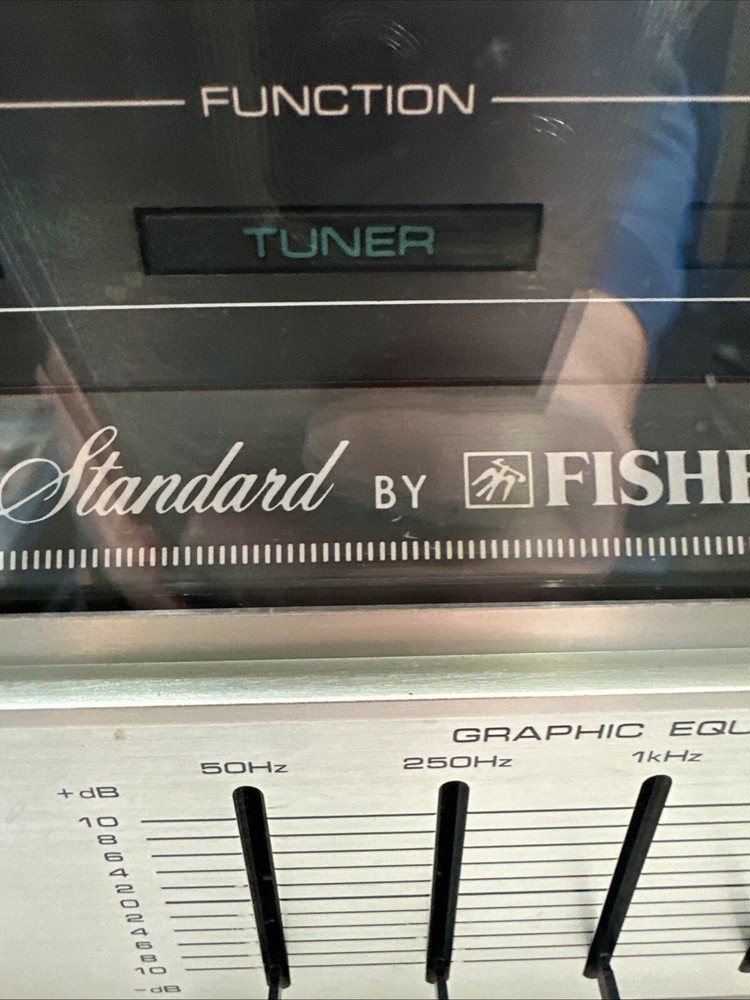 FUNCTION
TUNER
Standard BY FISHE
GRAPHIC EQU
50Hz 250Hz 1kHz
+dB
10
8
6
4
2
0
2
4
6
8
10
-dB